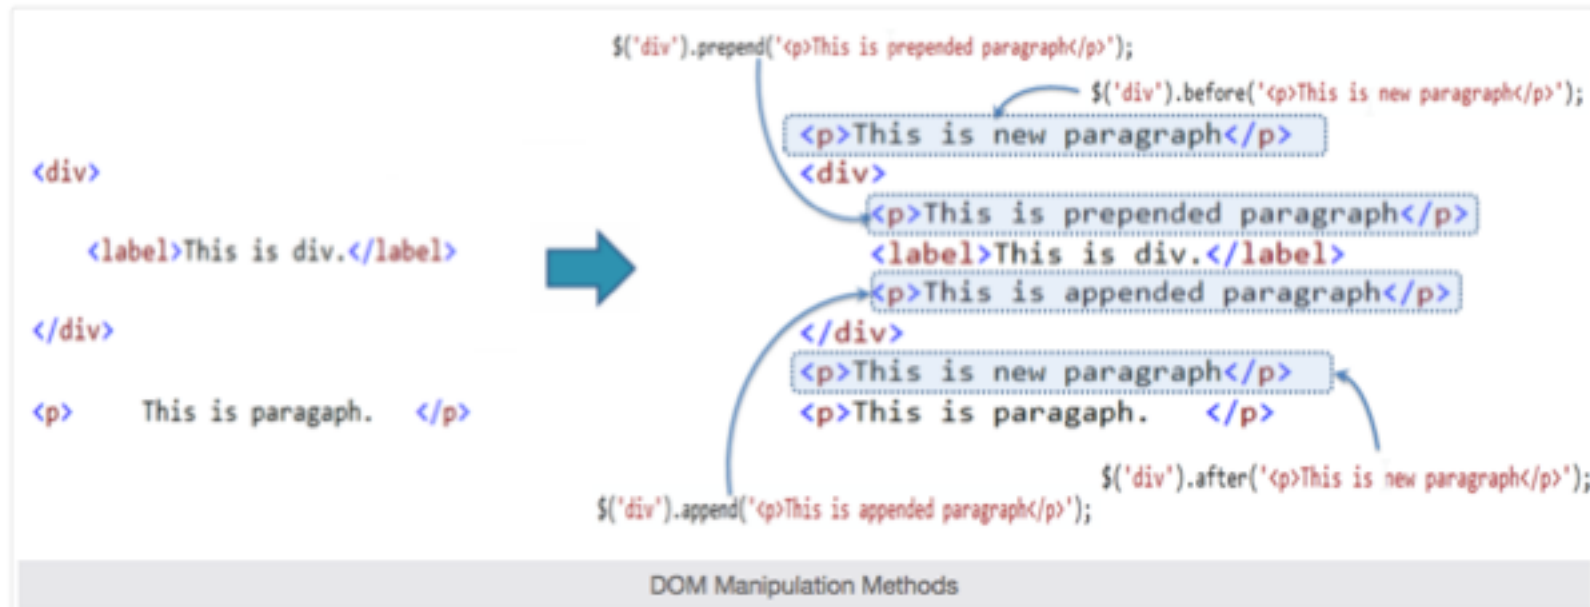 $('div').prepend('<p>This is prepended paragraph</p>');
$('div').before('<p>This is new paragraph</p>');
<p>This is new paragraph</p>
<div>
<div>
<p>This is prepended paragraph</p>
<label>This is div.</label>
<label>This is div.</label>
<p>This is appended paragraph</p>
</div>
</div>
<p>This is new paragraph</p>
<p> This is paragaph. </p>
<p>This is paragaph. </p>
$('div').after('<p>This is new paragraph</p>');
$('div').append('<p>This is appended paragraph</p>');
DOM Manipulation Methods